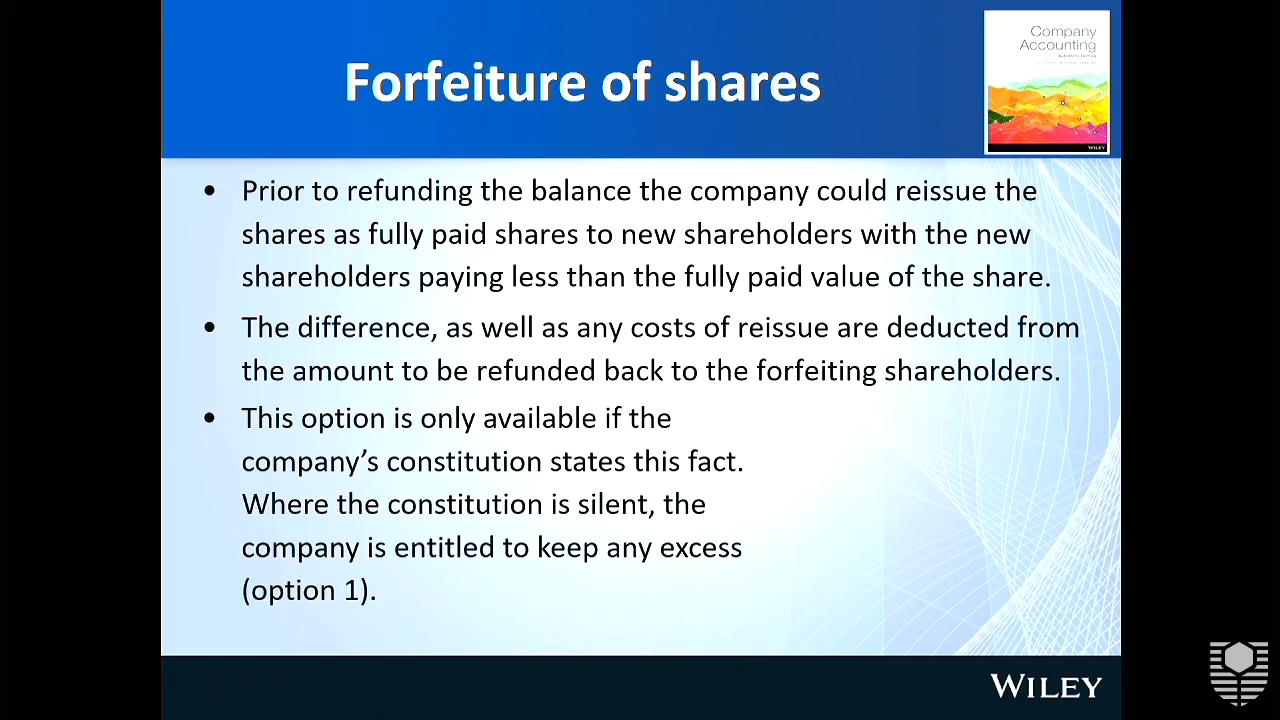 Forfeiture of shares
Company
Accounting
WILEY
• Prior to refunding the balance the company could reissue the
shares as fully paid shares to new shareholders with the new
shareholders paying less than the fully paid value of the share.
• The difference, as well as any costs of reissue are deducted from
the amount to be refunded back to the forfeiting shareholders.
• This option is only available if the
company’s constitution states this fact.
Where the constitution is silent, the
company is entitled to keep any excess
(option 1).
WILEY